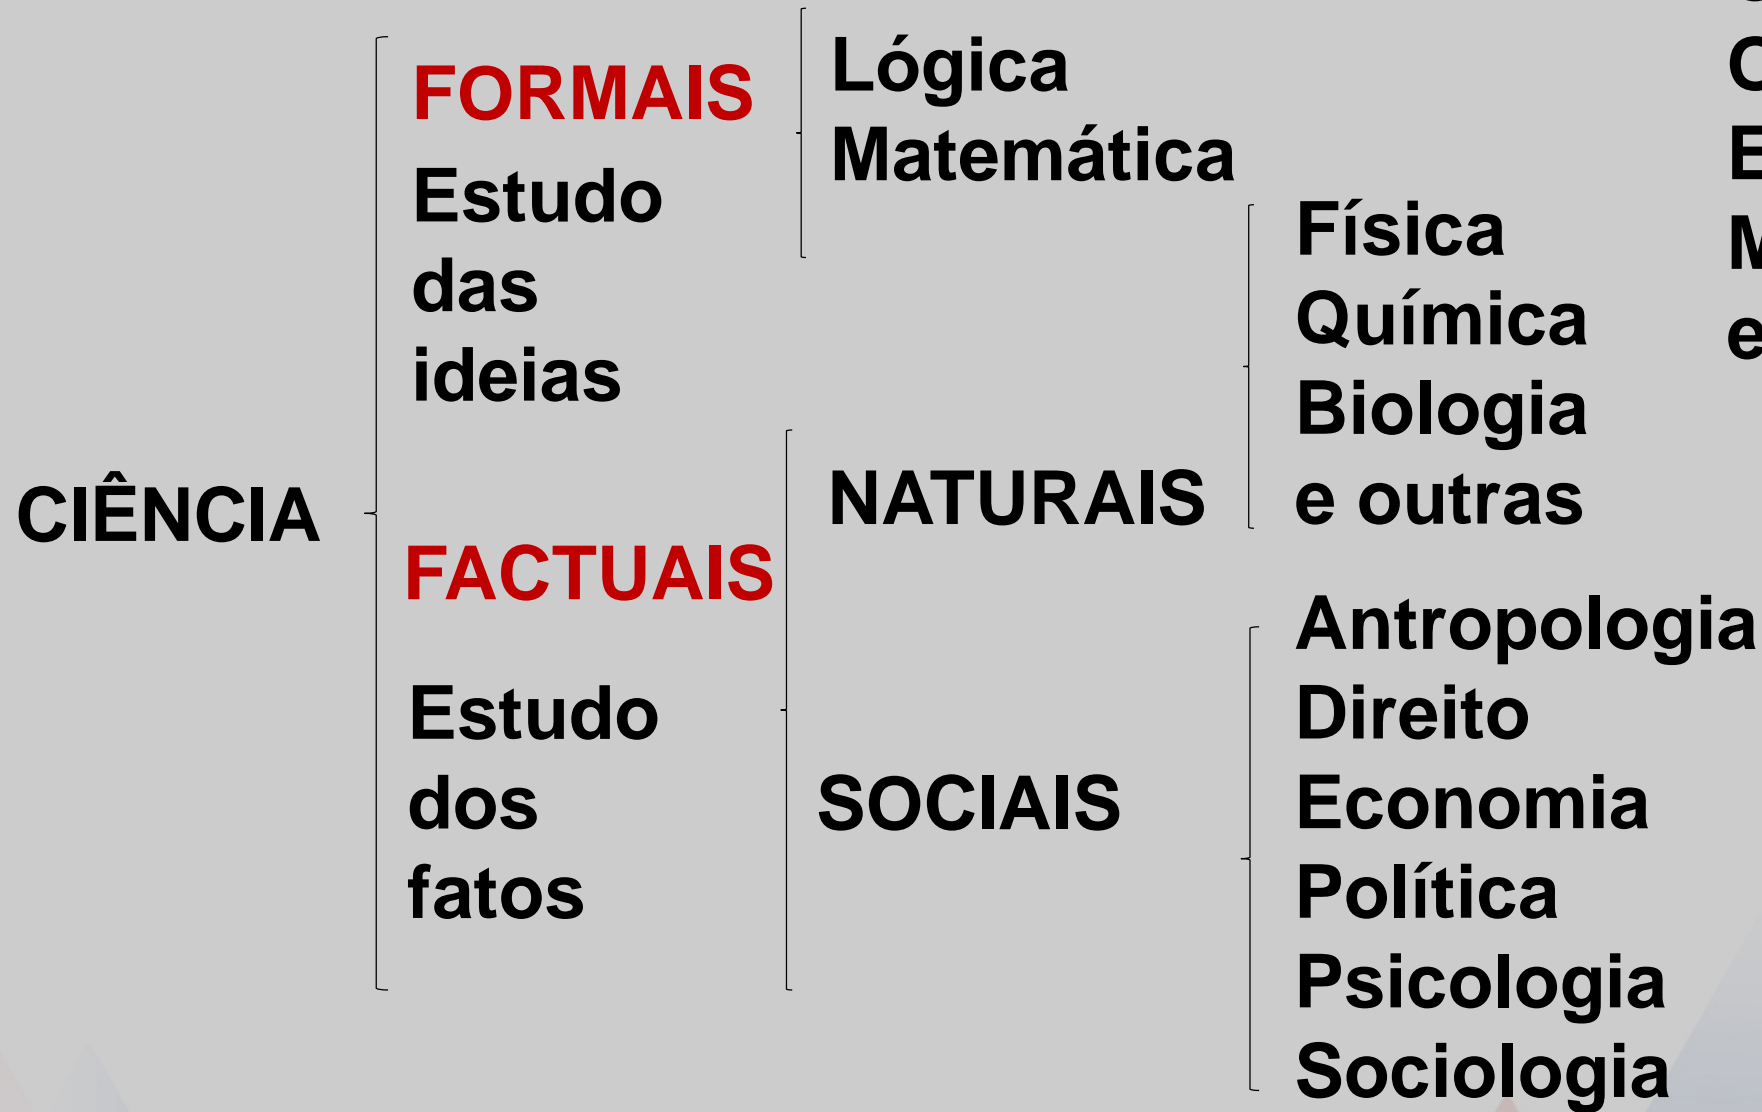 CIÊNCIA
FORMAIS
Estudo
das
ideias
Lógica
Matemática
FACTUAIS
Estudo
dos
fatos
NATURAIS
Física
Química
Biologia
e outras
SOCIAIS
Antropologia
Direito
Economia
Política
Psicologia
Sociologia